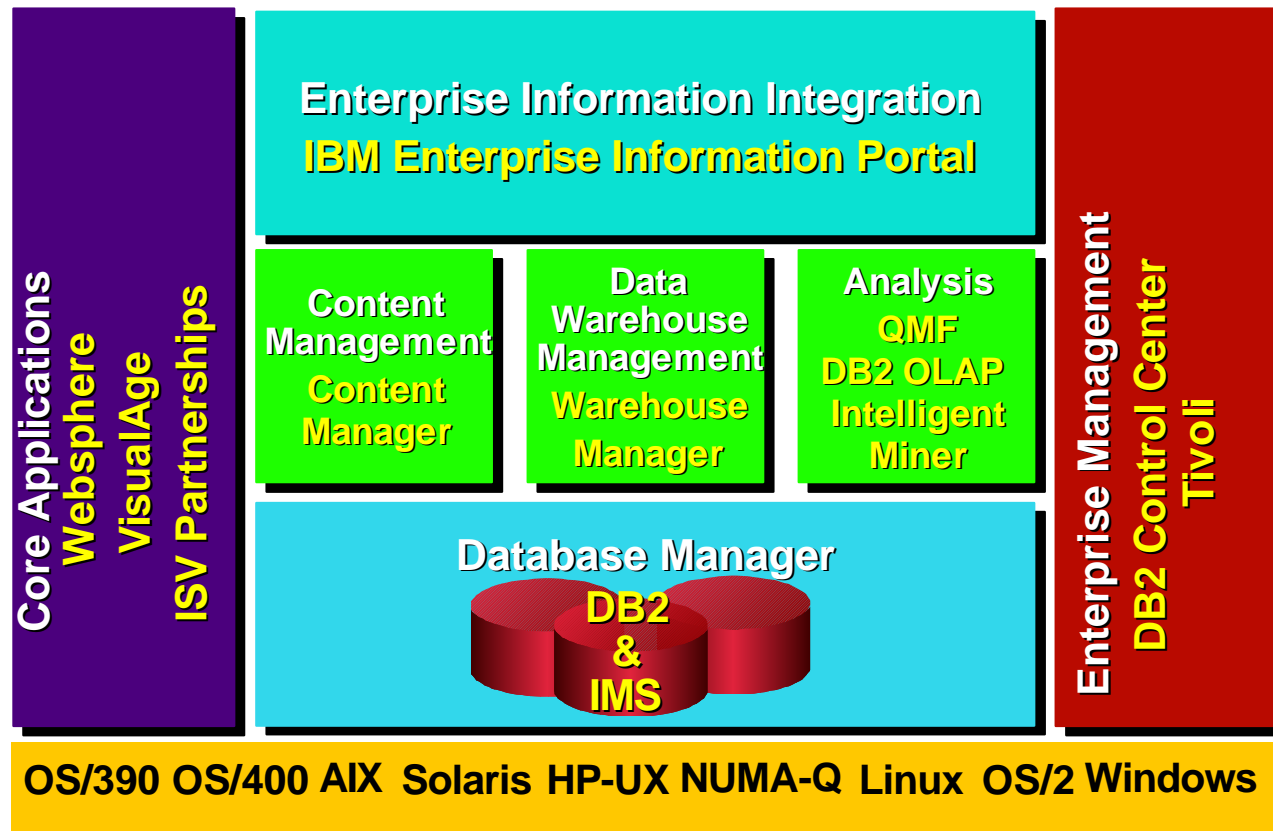 Core Applications
Websphere
VisualAge
ISV Partnerships
Enterprise Information Integration
IBM Enterprise Information Portal
Content
Management
Content
Manager
Data
Warehouse
Management
Warehouse
Manager
Analysis
QMF
DB2 OLAP
Intelligent
Miner
Database Manager
DB2
&
IMS
Enterprise Management
DB2 Control Center
Tivoli
OS/390 OS/400 AIX Solaris HP-UX NUMA-Q Linux OS/2 Windows